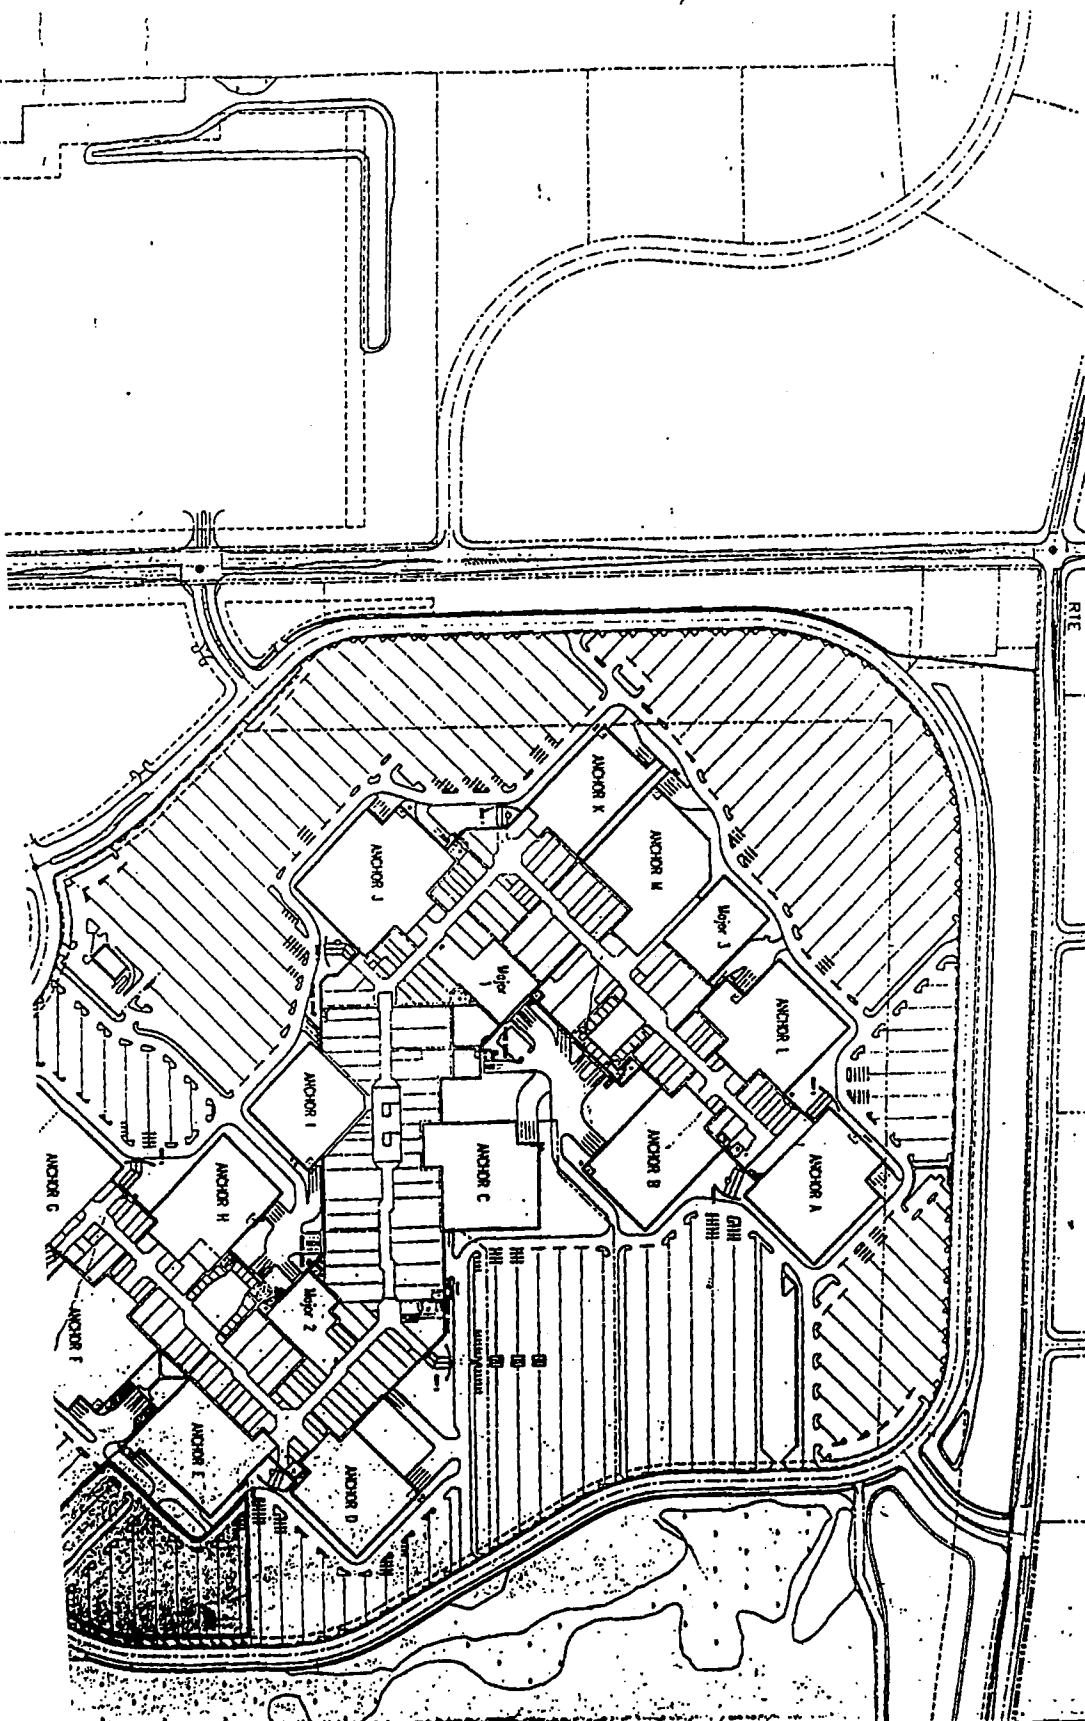 RTE
ANCHOR K
ANCHOR M
ANCHOR J
Major 3
Major 1
ANCHOR L
ANCHOR I
ANCHOR B
ANCHOR C
ANCHOR A
ANCHOR G
ANCHOR H
Major 2
ANCHOR F
ANCHOR E
ANCHOR D